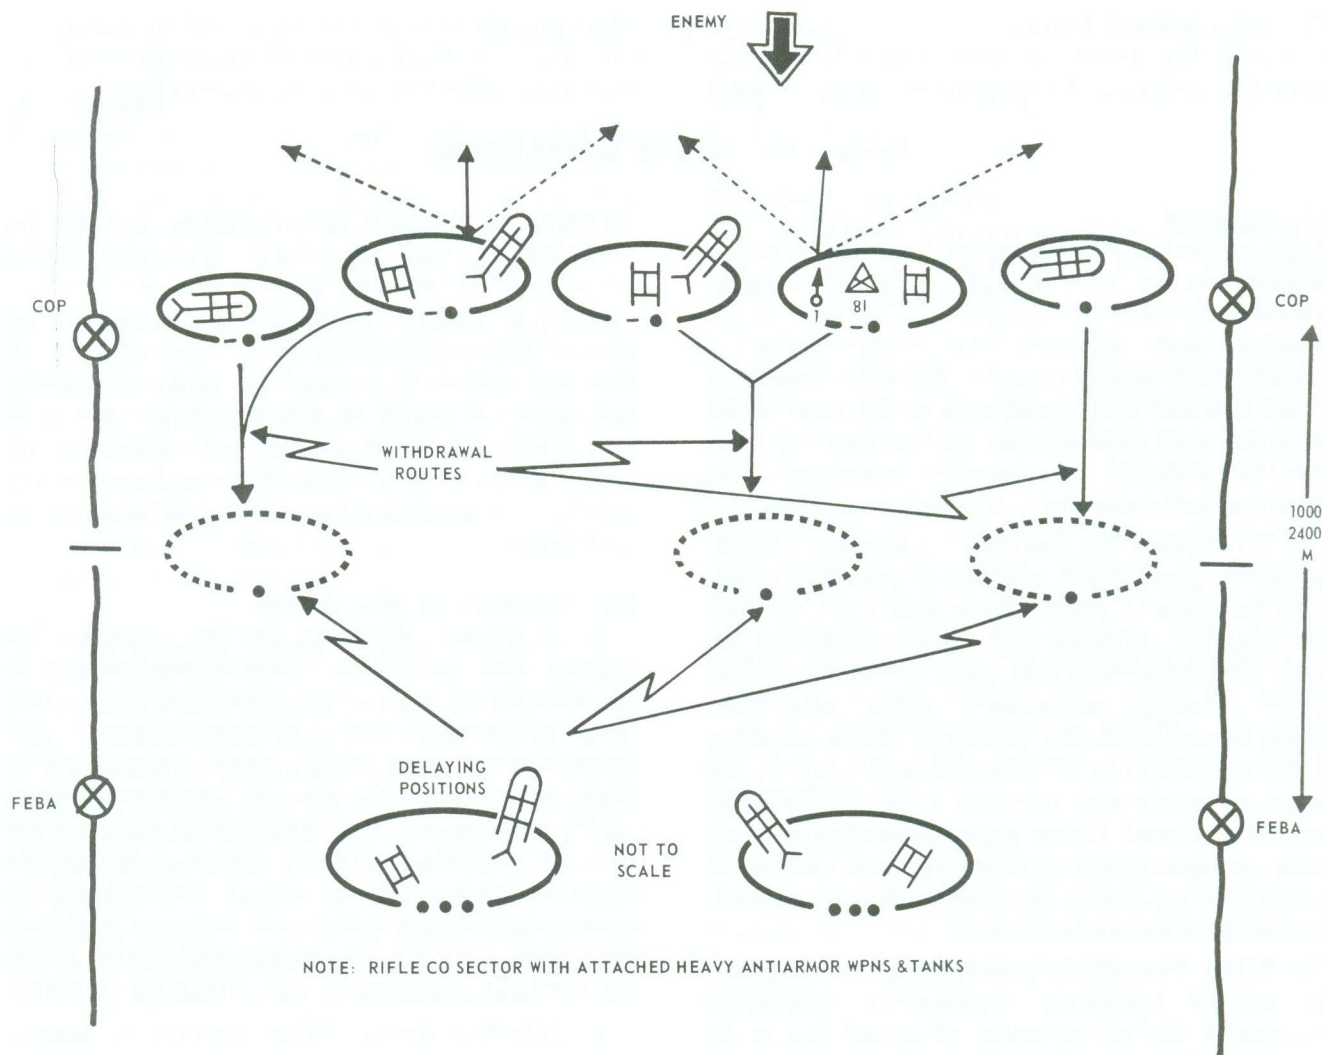 ENEMY
COP
COP
1
81
WITHDRAWAL
ROUTES
1000
2400
M
DELAYING
POSITIONS
FEBA
FEBA
NOT TO
SCALE
NOTE: RIFLE CO SECTOR WITH ATTACHED HEAVY ANTIARMOR WPNS & TANKS